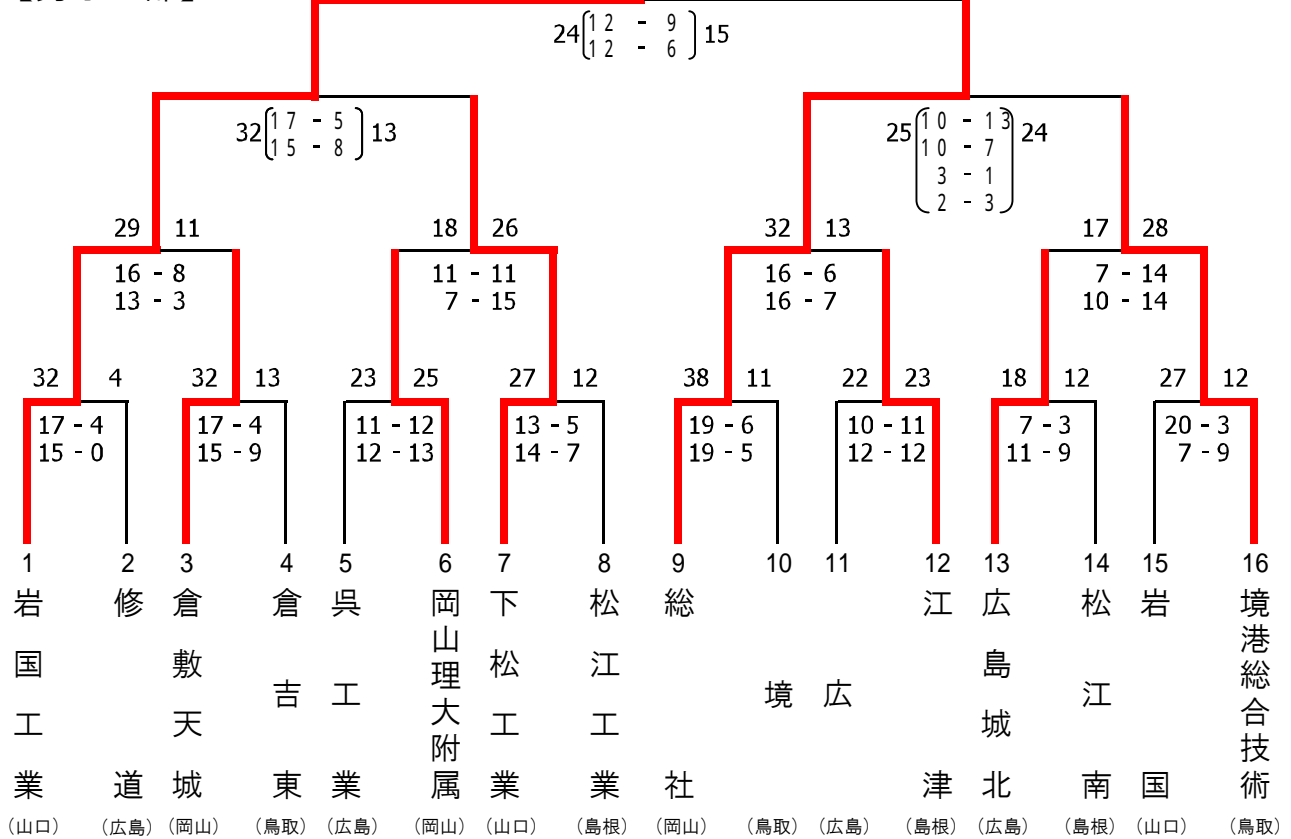 24 12 - 9 15
12 - 6
32 17 - 5 13
15 - 8
25 10 - 13 24
10 - 7
3 - 1
2 - 3
29 11
16 - 8
13 - 3
18 26
11 - 11
7 - 15
32 13
16 - 6
16 - 7
17 28
7 - 14
10 - 14
32 4
17 - 4
15 - 0
32 13
17 - 4
15 - 9
23 25
11 - 12
12 - 13
27 12
13 - 5
14 - 7
38 11
19 - 6
19 - 5
22 23
10 - 11
12 - 12
18 12
7 - 3
11 - 9
27 12
20 - 3
7 - 9
1 2 3 4 5 6 7 8 9 10 11 12 13 14 15 16
岩国工業
修道
倉敷天城
倉吉東
呉工業
岡山理大附属
下松工業
松江工業
総社
境
広
江津
広島城北
松江南
岩国
境港総合技術
（山口） （広島） （岡山） （鳥取） （広島） （岡山） （山口） （島根） （岡山） （鳥取） （広島） （島根） （広島） （島根） （山口） （鳥取）